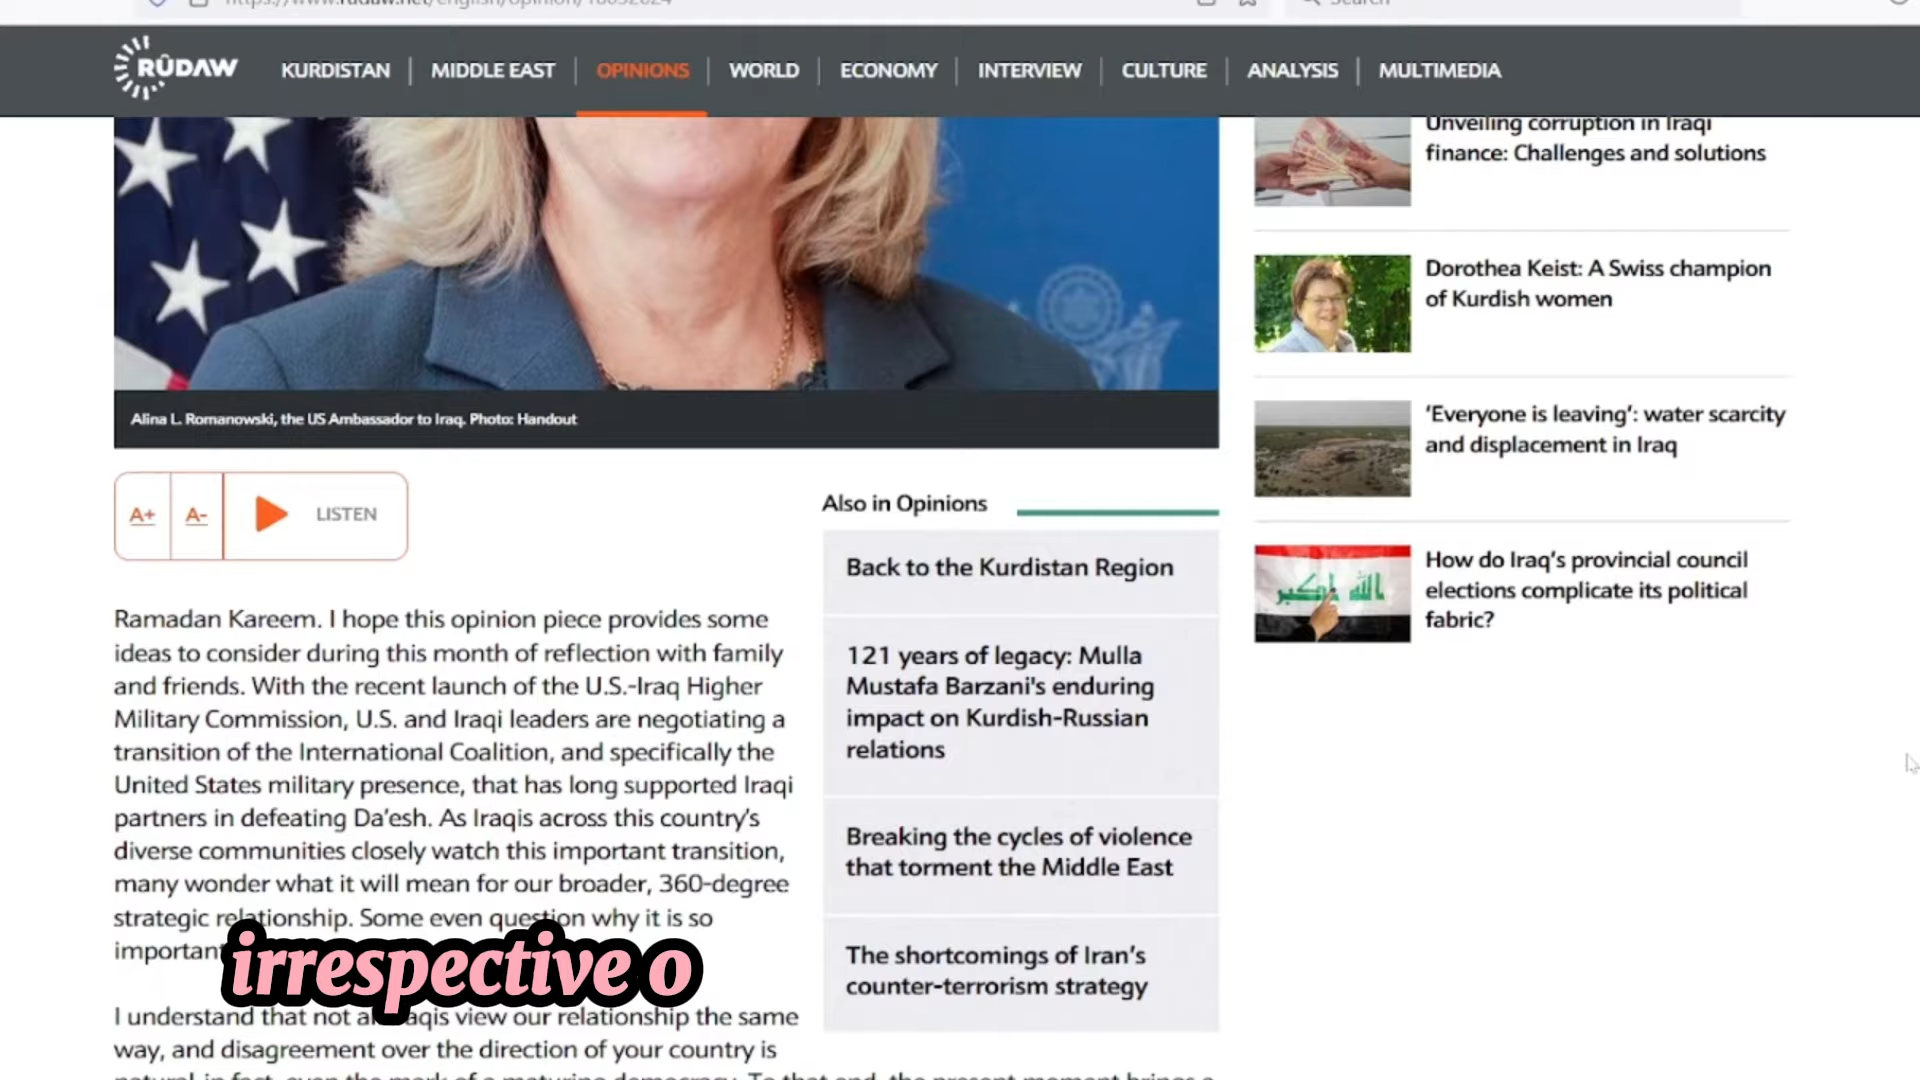 RÛDAW
KURDISTAN
MIDDLE EAST
OPINIONS
WORLD
ECONOMY
INTERVIEW
CULTURE
ANALYSIS
MULTIMEDIA
Alina L. Romanowski, the US Ambassador to Iraq. Photo: Handout
A+
A-
LISTEN
Ramadan Kareem. I hope this opinion piece provides some
ideas to consider during this month of reflection with family
and friends. With the recent launch of the U.S.-Iraq Higher
Military Commission, U.S. and Iraqi leaders are negotiating a
transition of the International Coalition, and specifically the
United States military presence, that has long supported Iraqi
partners in defeating Da’esh. As Iraqis across this country’s
diverse communities closely watch this important transition,
many wonder what it will mean for our broader, 360-degree
strategic relationship. Some even question why it is so
important
irrespective o
I understand that not view our relationship the same
way, and disagreement over the direction of your country is
Also in Opinions
Back to the Kurdistan Region
121 years of legacy: Mulla
Mustafa Barzani's enduring
impact on Kurdish-Russian
relations
Breaking the cycles of violence
that torment the Middle East
The shortcomings of Iran’s
counter-terrorism strategy
Unveiling corruption in Iraqi
finance: Challenges and solutions
Dorothea Keist: A Swiss champion
of Kurdish women
‘Everyone is leaving’: water scarcity
and displacement in Iraq
How do Iraq’s provincial council
elections complicate its political
fabric?
الله اكبر